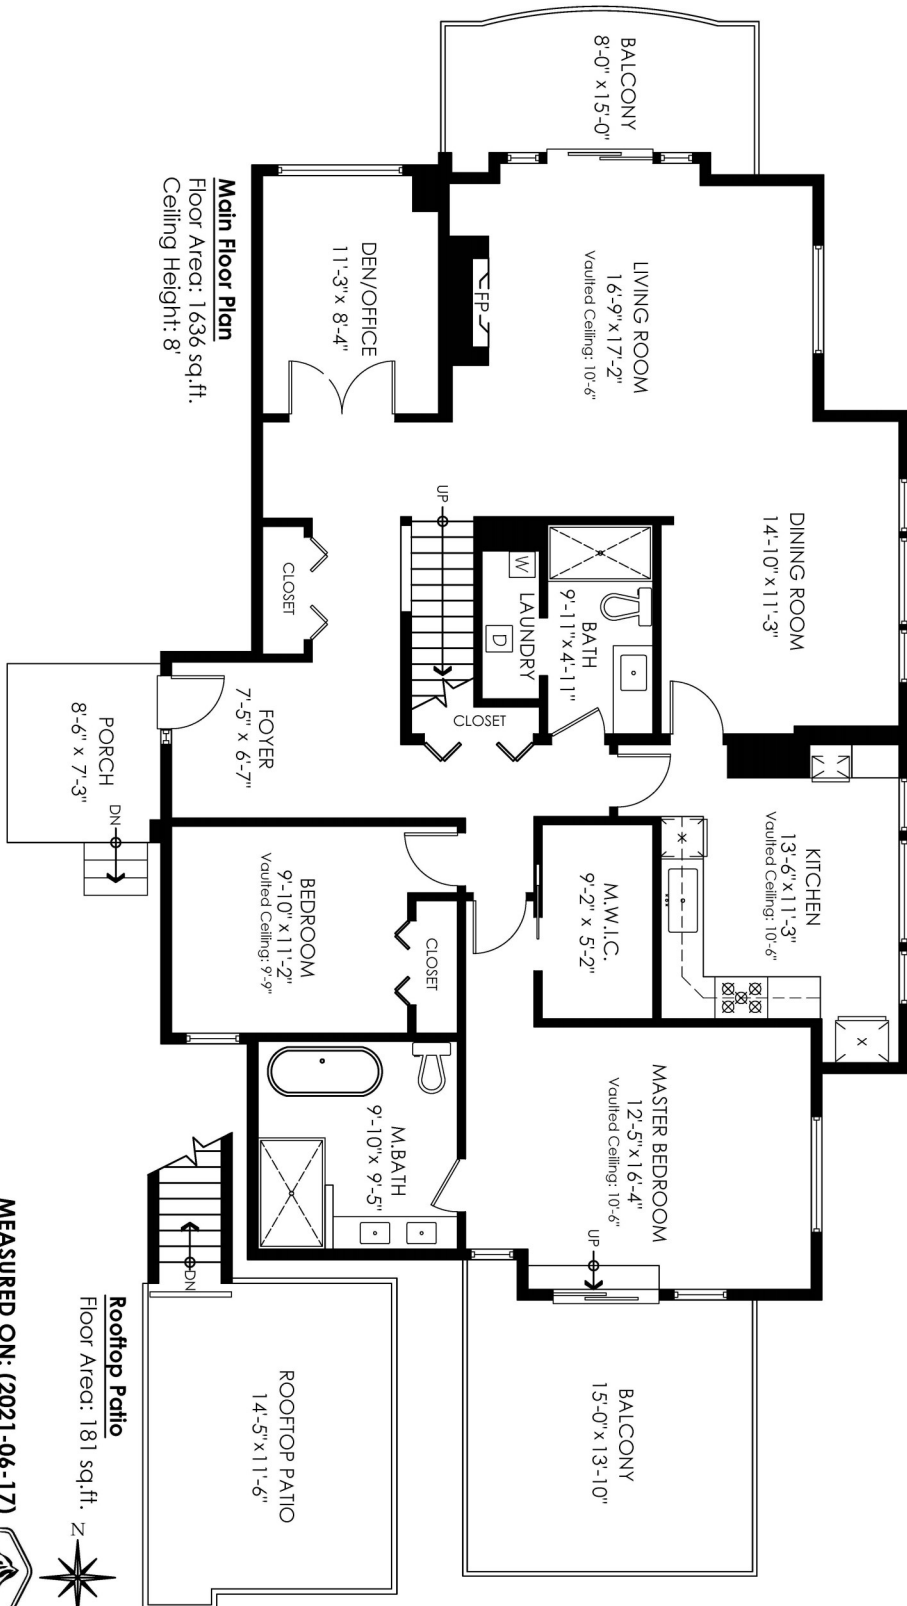 BALCONY
8'-0" x 15'-0"
LIVING ROOM
16'-9" x 17'-2"
Vaulted Ceiling: 10'-6"
FP
DEN/OFFICE
11'-3" x 8'-4"
Main Floor Plan
Floor Area: 1636 sq.ft.
Ceiling Height: 8'
DINING ROOM
14'-10" x 11'-3"
UP
W
LAUNDRY
D
BATH
9'-11" x 4'-11"
CLOSET
CLOSET
FOYER
7'-5" x 6'-7"
PORCH
8'-6" x 7'-3"
DN
KITCHEN
13'-6" x 11'-3"
Vaulted Ceiling: 10'-6"
M.W.I.C.
9'-2" x 5'-2"
BEDROOM
9'-10" x 11'-2"
Vaulted Ceiling: 9'-9"
CLOSET
X
MASTER BEDROOM
12'-5" x 16'-4"
Vaulted Ceiling: 10'-6"
UP
M.BATH
9'-10" x 9'-5"
BALCONY
15'-0" x 13'-10"
DN
ROOFTOP PATIO
14'-5" x 11'-6"
Rooftop Patio
Floor Area: 181 sq.ft.
N
MEASURED ON: (2021-06-17)